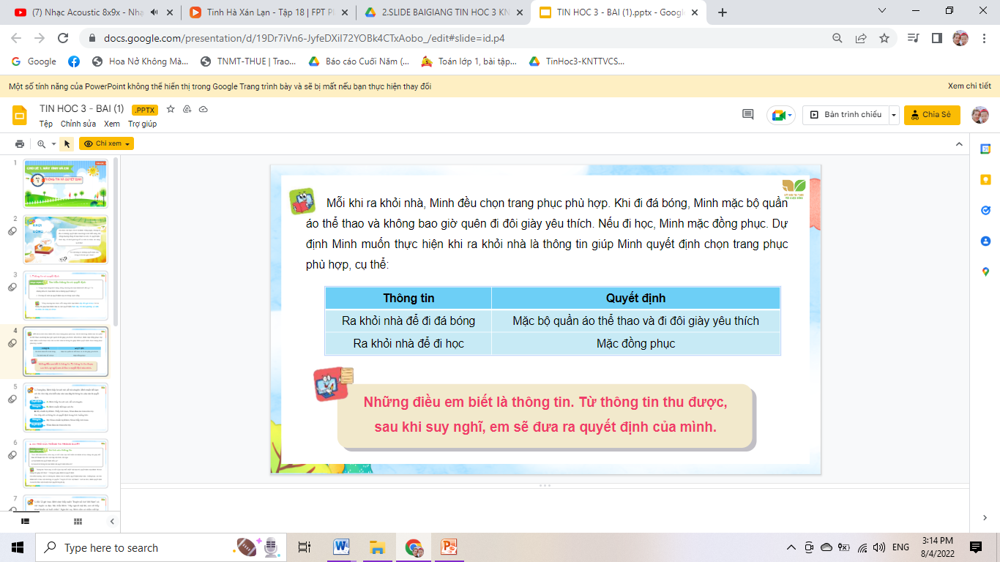 (7) Nhạc Acoustic 8x9x - Nhạ
Tinh Hà Xán Lạn - Tập 18 | FPT Pl
2.SLIDE BAIGIANG TIN HOC 3 KN
TIN HOC 3 - BAI (1).pptx - Google
docs.google.com/presentation/d/19Dr7iVn6-JyfeDXiI72YOBk4CTxAobo_/edit#slide=id.p4
Google
Hoa Nở Không Mà...
TNMT-THUE | Trao...
Báo cáo Cuối Năm (...
Toán lớp 1, bài tập...
TinHoc3-KNTTVCS...
Một số tính năng của PowerPoint không thể hiển thị trong Google Trang trình bày và sẽ bị mất nếu bạn thực hiện thay đổi
Xem chi tiết
TIN HOC 3 - BAI (1)
.PPTX
Tệp Chỉnh sửa Xem Trợ giúp
Bản trình chiếu
Chia Sẻ
Chỉ xem
1
2
3
4
5
6
7
Mỗi khi ra khỏi nhà, Minh đều chọn trang phục phù hợp. Khi đi đá bóng, Minh mặc bộ quần
áo thể thao và không bao giờ quên đi đôi giày yêu thích. Nếu đi học, Minh mặc đồng phục. Dự
định Minh muốn thực hiện khi ra khỏi nhà là thông tin giúp Minh quyết định chọn trang phục
phù hợp, cụ thể:
Thông tin Quyết định
Ra khỏi nhà để đi đá bóng Mặc bộ quần áo thể thao và đi đôi giày yêu thích
Ra khỏi nhà để đi học Mặc đồng phục
Những điều em biết là thông tin. Từ thông tin thu được,
sau khi suy nghĩ, em sẽ đưa ra quyết định của mình.
Type here to search
ENG
3:14 PM
8/4/2022